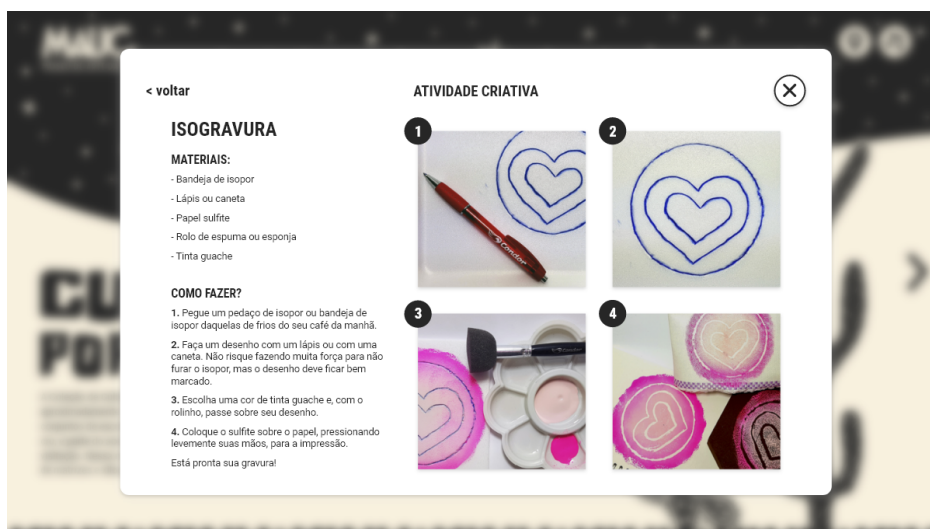 < voltar
ATIVIDADE CRIATIVA
ISOGRAVURA
MATERIAIS:
- Bandeja de isopor
- Lápis ou caneta
- Papel sulfite
- Rolo de espuma ou esponja
- Tinta guache
COMO FAZER?
1. Pegue um pedaço de isopor ou bandeja de
isopor daquelas de frios do seu café da manhã.
2. Faça um desenho com um lápis ou com uma
caneta. Não risque fazendo muita força para não
furar o isopor, mas o desenho deve ficar bem
marcado.
3. Escolha uma cor de tinta guache e, com o
rolinho, passe sobre seu desenho.
4. Coloque o sulfite sobre o papel, pressionando
levemente suas mãos, para a impressão.
Está pronta sua gravura!
1
2
Condor
3
4